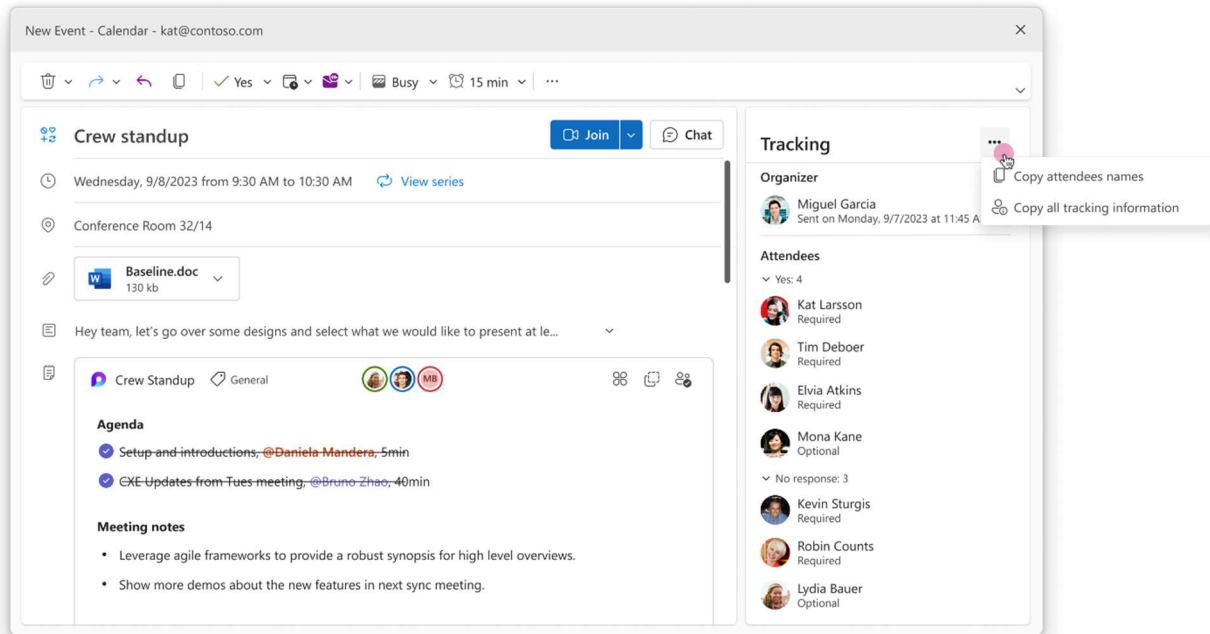 New Event - Calendar - kat@contoso.com
Yes
Busy
15 min
Crew standup
Join
Chat
Wednesday, 9/8/2023 from 9:30 AM to 10:30 AM
View series
Conference Room 32/14
W
Baseline.doc
130 kb
Hey team, let's go over some designs and select what we would like to present at le...
Crew Standup
General
MB
Agenda
Setup and introductions, @Daniela Mandera, 5min
CXE Updates from Tues meeting, @Bruno Zhao, 40min
Meeting notes
• Leverage agile frameworks to provide a robust synopsis for high level overviews.
• Show more demos about the new features in next sync meeting.
Tracking
Copy attendees names
Copy all tracking information
Organizer
Miguel Garcia
Sent on Monday, 9/7/2023 at 11:45 A
Attendees
Yes: 4
Kat Larsson
Required
Tim Deboer
Required
Elvia Atkins
Required
Mona Kane
Optional
No response: 3
Kevin Sturgis
Required
Robin Counts
Required
Lydia Bauer
Optional